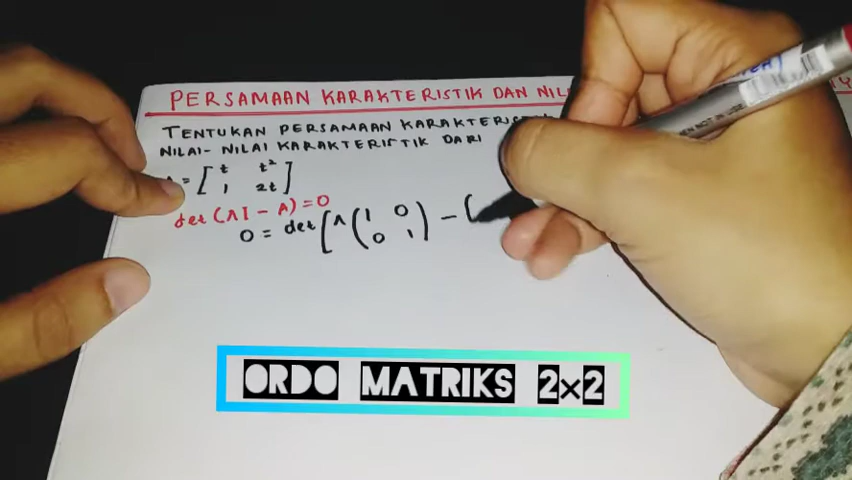 PERSAMAAN KARAKTERISTIK DAN NIL
TENTUKAN PERSAMAAN KARAKTERISTIK
NILAI-NILAI KARAKTERISTIK DARI
A = [ t t²
1 2t ]
det (λI - A) = 0
0 = det [ λ ( 1 0
0 1 ) - (
ORDO MATRIKS 2×2